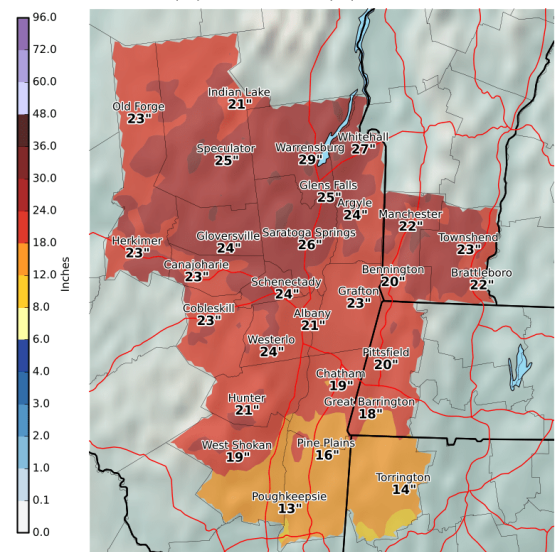 96.0
72.0
60.0
48.0
36.0
30.0
24.0
18.0
12.0
8.0
6.0
4.0
3.0
2.0
1.0
0.1
0.0
Inches
Old Forge
23"
Indian Lake
21"
Speculator
25"
Warrensburg
29"
Whitehall
27"
Glens Falls
25"
Argyle
24"
Manchester
22"
Herkimer
23"
Gloversville
24"
Saratoga Springs
26"
Townshend
23"
Canajoharie
23"
Schenectady
24"
Bennington
20"
Brattleboro
22"
Grafton
23"
Cobleskill
23"
Albany
21"
Westerlo
24"
Pittsfield
20"
Chatham
19"
Hunter
21"
Great Barrington
18"
West Shokan
19"
Pine Plains
16"
Torrington
14"
Poughkeepsie
13"